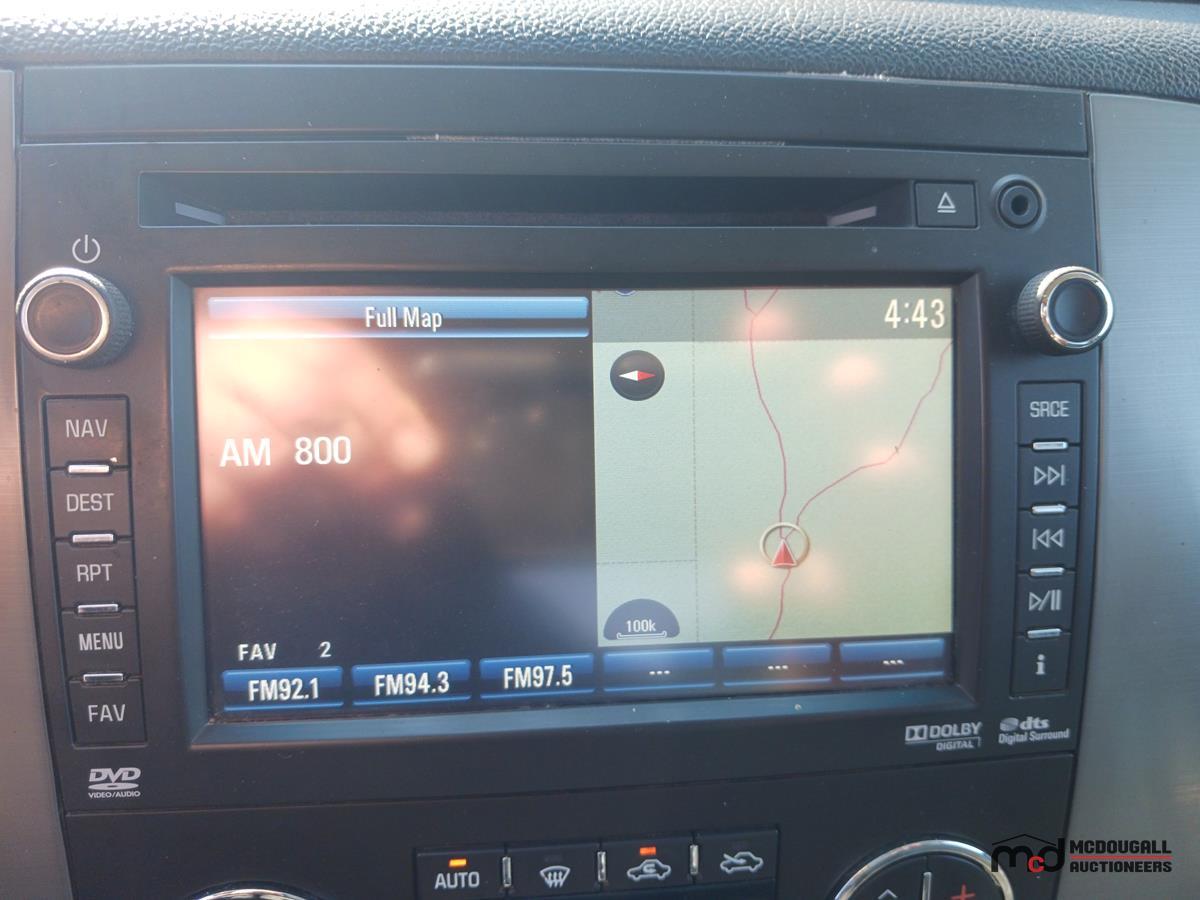 Full Map
4:43
NAV
AM 800
SRCE
DEST
RPT
MENU
100k
i
FAV 2
FM92.1 FM94.3 FM97.5 --- --- ---
FAV
DOLBY
DIGITAL
dts
Digital Surround
DVD
VIDEO/AUDIO
AUTO
mcd MCDOUGALL
AUCTIONEERS